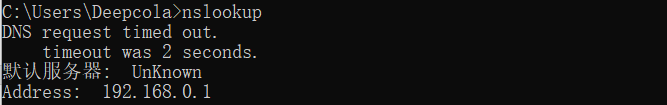 C:\Users\Deepcola>nslookup
DNS request timed out.
    timeout was 2 seconds.
默认服务器:  UnKnown
Address:  192.168.0.1